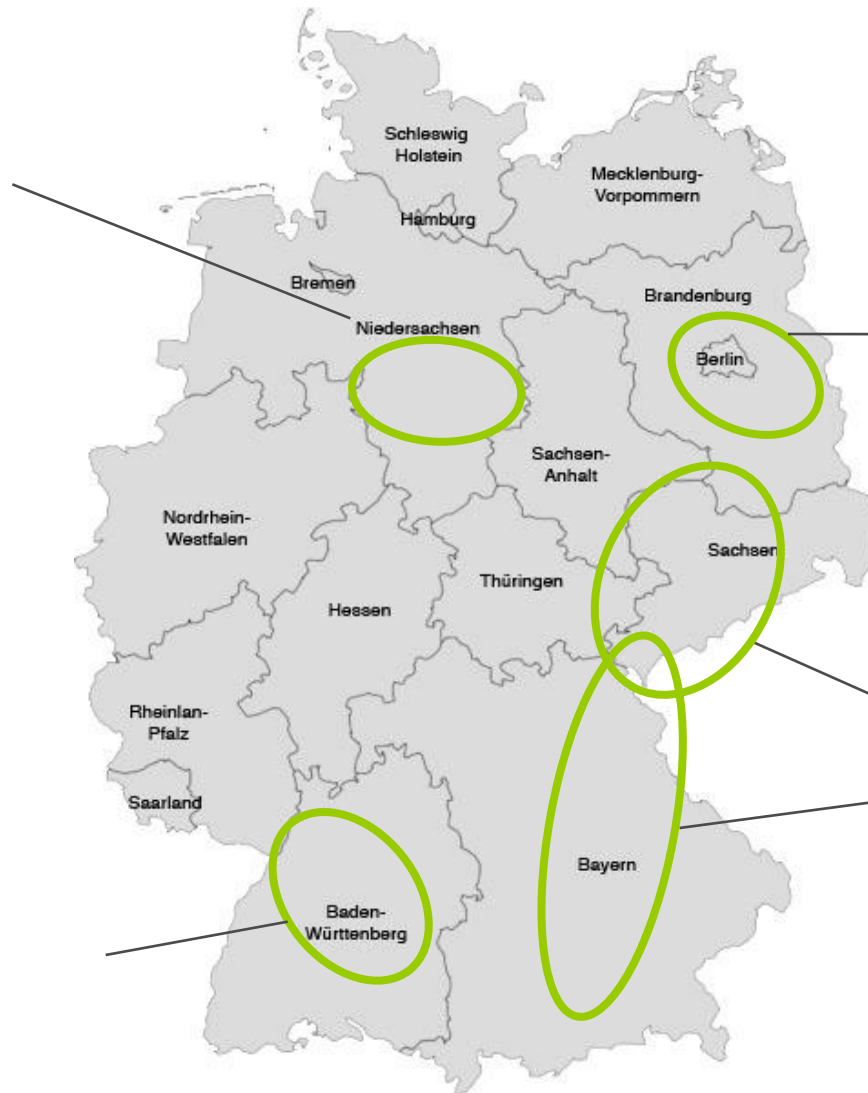 Schleswig
Holstein
Mecklenburg-
Vorpommern
Hamburg
Bremen
Brandenburg
Niedersachsen
Berlin
Sachsen-
Anhalt
Nordrhein-
Westfalen
Sachsen
Thüringen
Hessen
Rheinlan-
Pfalz
Saarland
Bayern
Baden-
Württenberg